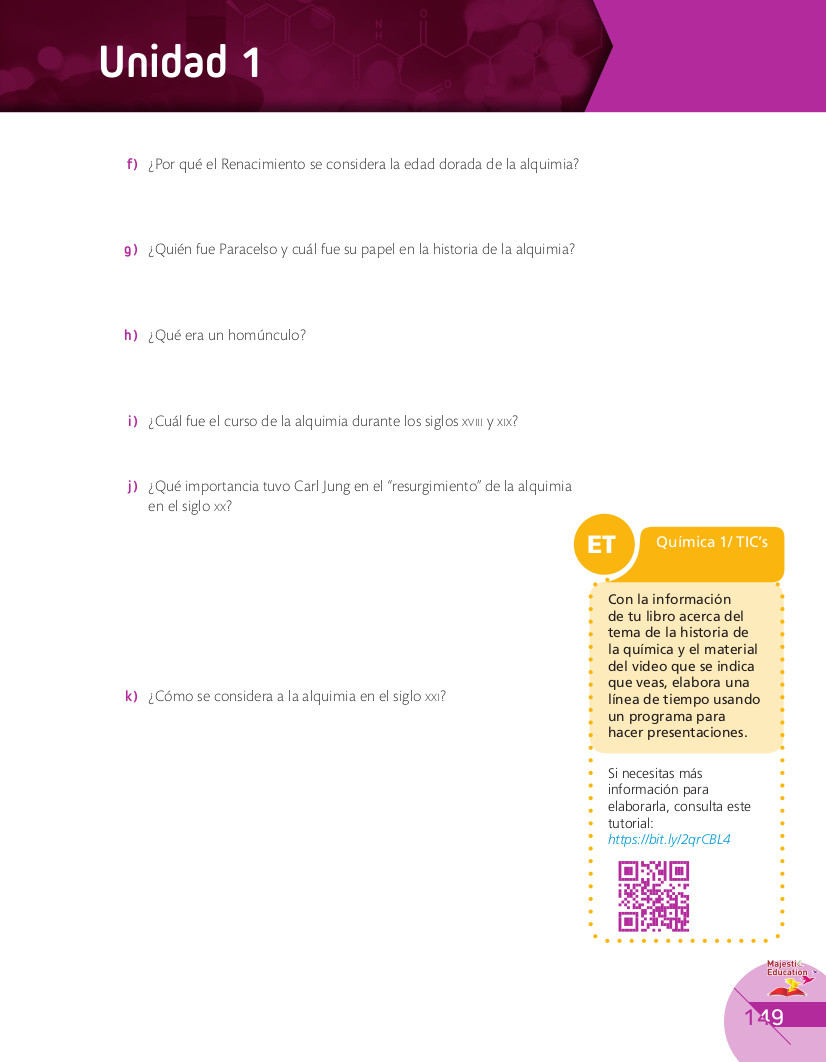 Unidad 1
f) ¿Por qué el Renacimiento se considera la edad dorada de la alquimia?
g) ¿Quién fue Paracelso y cuál fue su papel en la historia de la alquimia?
h) ¿Qué era un homúnculo?
i) ¿Cuál fue el curso de la alquimia durante los siglos XVIII y XIX?
j) ¿Qué importancia tuvo Carl Jung en el “resurgimiento” de la alquimia
en el siglo XX?
ET
Química 1/ TIC’s
Con la información
de tu libro acerca del
tema de la historia de
la química y el material
del video que se indica
que veas, elabora una
línea de tiempo usando
un programa para
hacer presentaciones.
k) ¿Cómo se considera a la alquimia en el siglo XXI?
Si necesitas más
información para
elaborarla, consulta este
tutorial:
https://bit.ly/2qrCBL4
Majestic
Education
149